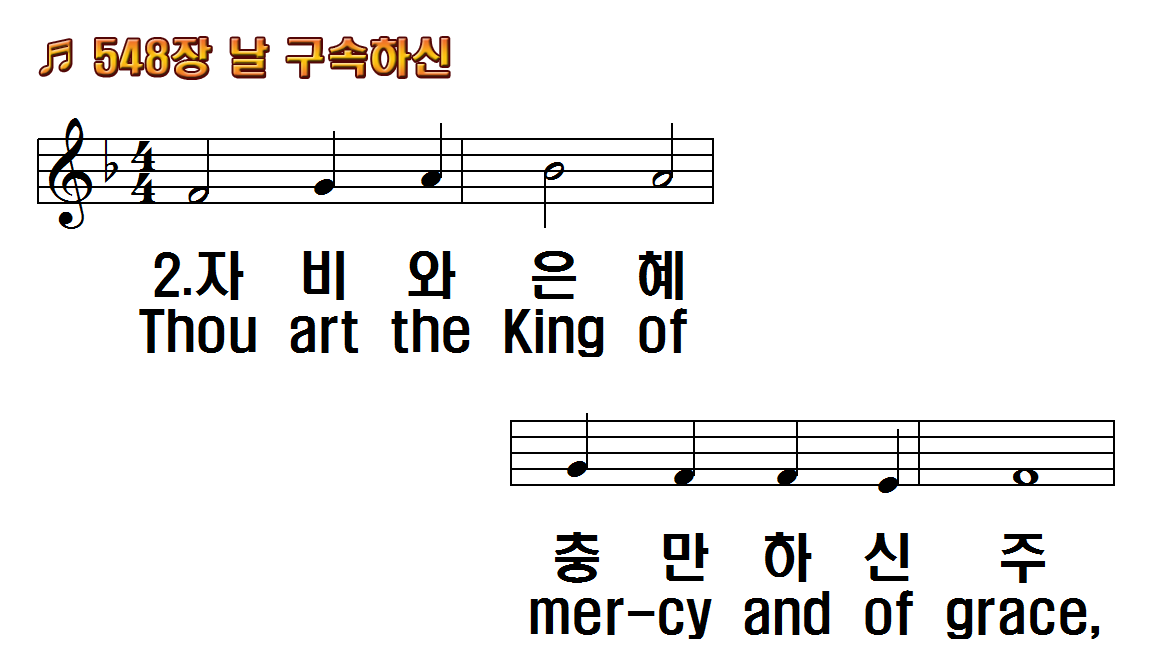 ♬ 548장 날 구속하신
2.자 비 와 은 혜
Thou art the King of
충 만 하 신 주
mer-cy and of grace,